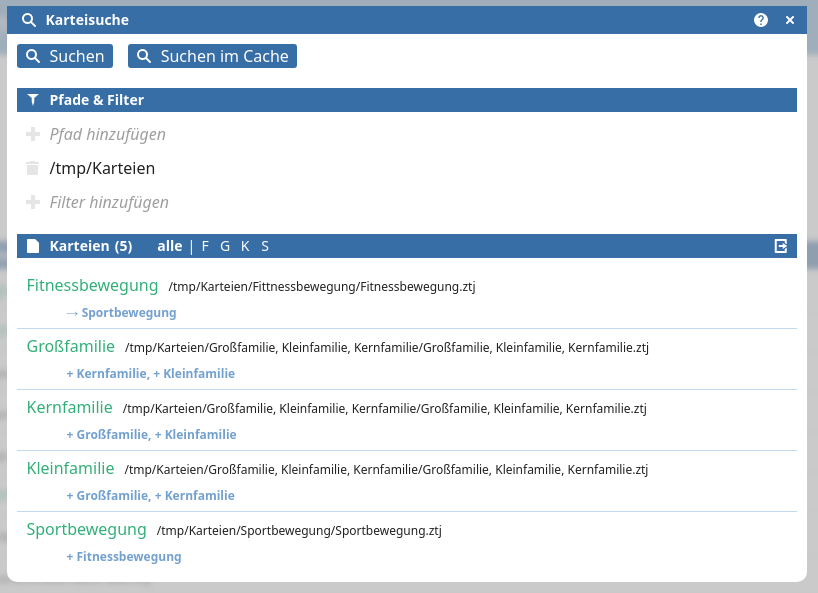 Karteisuche
Suchen Suchen im Cache
Pfade & Filter
Pfad hinzufügen
/tmp/Karteien
Filter hinzufügen
Karteien (5) alle | F G K S
Fitnessbewegung /tmp/Karteien/Fittnessbewegung/Fitnessbewegung.ztj
→ Sportbewegung
Großfamilie /tmp/Karteien/Großfamilie, Kleinfamilie, Kernfamilie/Großfamilie, Kleinfamilie, Kernfamilie.ztj
+ Kernfamilie, + Kleinfamilie
Kernfamilie /tmp/Karteien/Großfamilie, Kleinfamilie, Kernfamilie/Großfamilie, Kleinfamilie, Kernfamilie.ztj
+ Großfamilie, + Kleinfamilie
Kleinfamilie /tmp/Karteien/Großfamilie, Kleinfamilie, Kernfamilie/Großfamilie, Kleinfamilie, Kernfamilie.ztj
+ Großfamilie, + Kernfamilie
Sportbewegung /tmp/Karteien/Sportbewegung/Sportbewegung.ztj
+ Fitnessbewegung